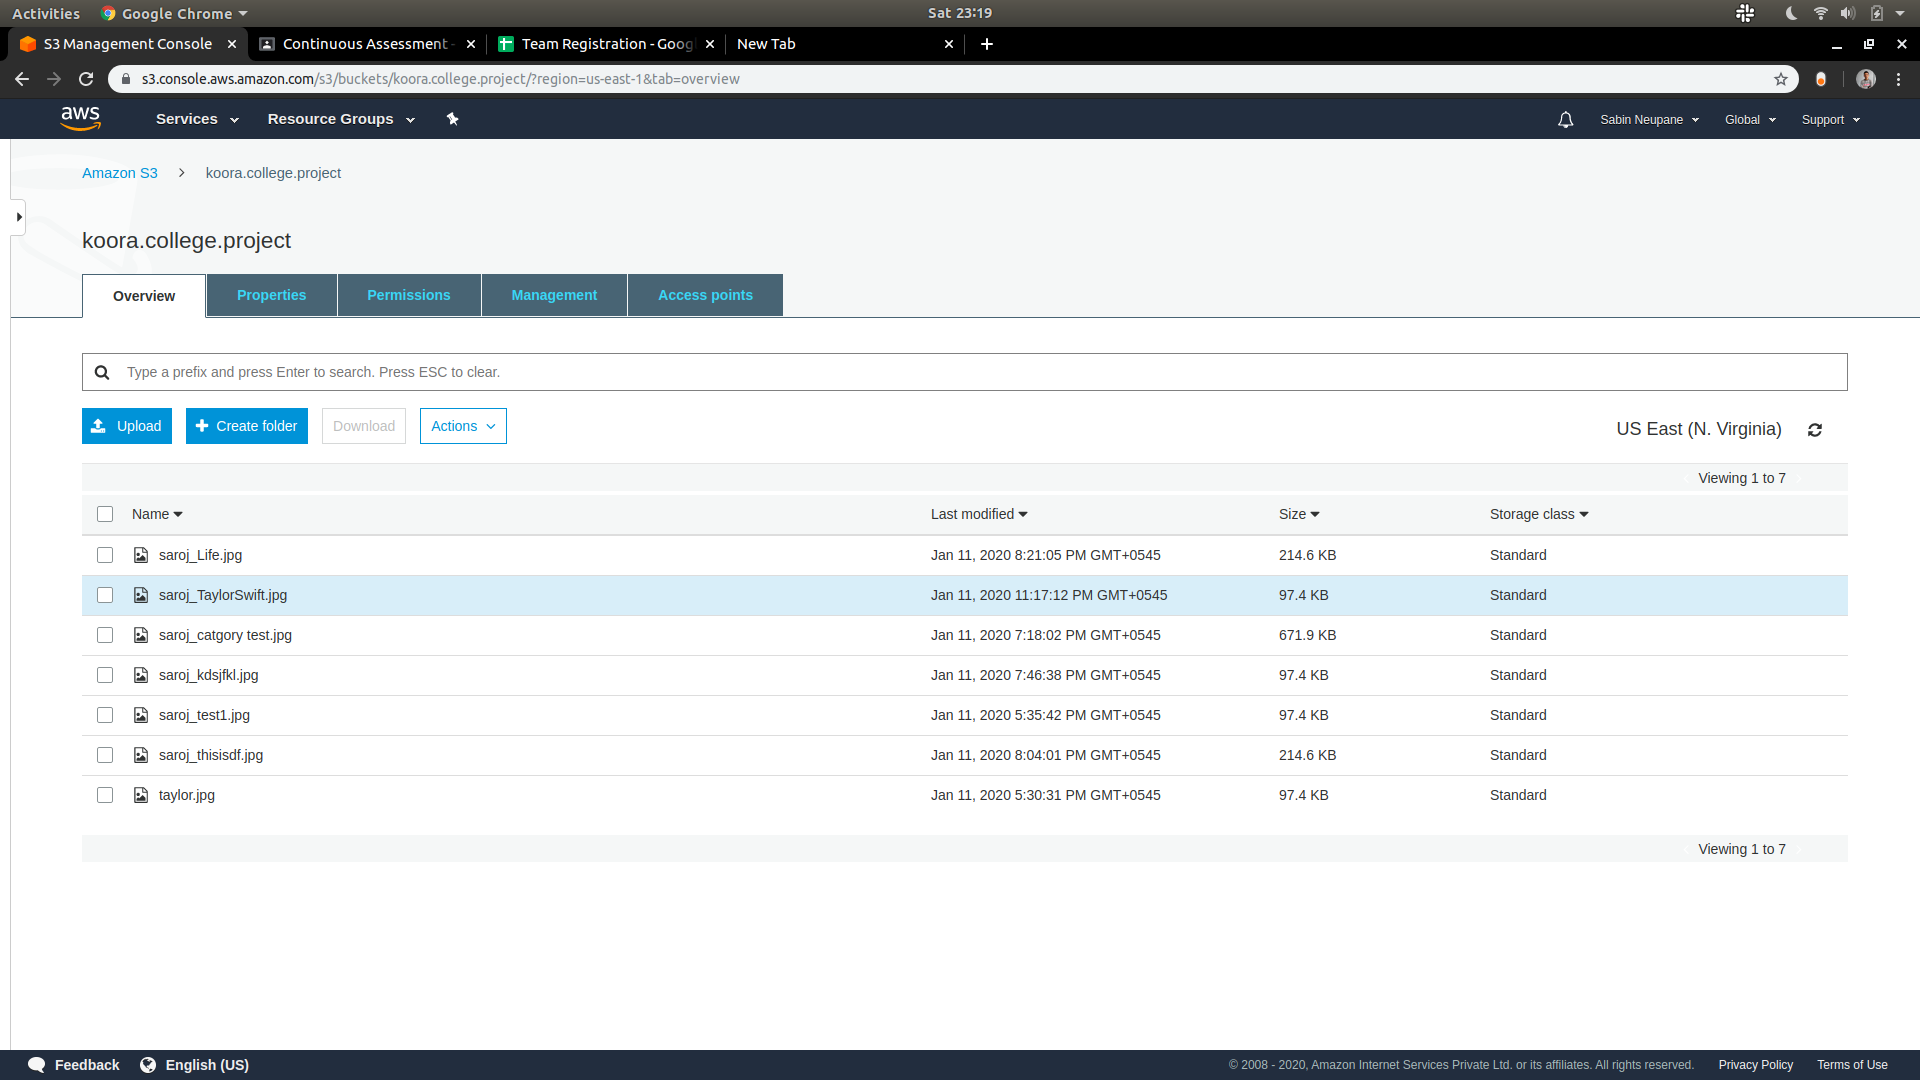 Activities Google Chrome Sat 23:19
S3 Management Console Continuous Assessment - Team Registration - Goog New Tab
s3.console.aws.amazon.com/s3/buckets/koora.college.project/?region=us-east-1&tab=overview
aws Services Resource Groups Sabin Neupane Global Support
Amazon S3 koora.college.project
koora.college.project
Overview Properties Permissions Management Access points
Type a prefix and press Enter to search. Press ESC to clear.
Upload Create folder Download Actions US East (N. Virginia)
Viewing 1 to 7
Name Last modified Size Storage class
saroj_Life.jpg Jan 11, 2020 8:21:05 PM GMT+0545 214.6 KB Standard
saroj_TaylorSwift.jpg Jan 11, 2020 11:17:12 PM GMT+0545 97.4 KB Standard
saroj_catgory test.jpg Jan 11, 2020 7:18:02 PM GMT+0545 671.9 KB Standard
saroj_kdsjfkl.jpg Jan 11, 2020 7:46:38 PM GMT+0545 97.4 KB Standard
saroj_test1.jpg Jan 11, 2020 5:35:42 PM GMT+0545 97.4 KB Standard
saroj_thisisdf.jpg Jan 11, 2020 8:04:01 PM GMT+0545 214.6 KB Standard
taylor.jpg Jan 11, 2020 5:30:31 PM GMT+0545 97.4 KB Standard
Viewing 1 to 7
Feedback English (US) © 2008 - 2020, Amazon Internet Services Private Ltd. or its affiliates. All rights reserved. Privacy Policy Terms of Use